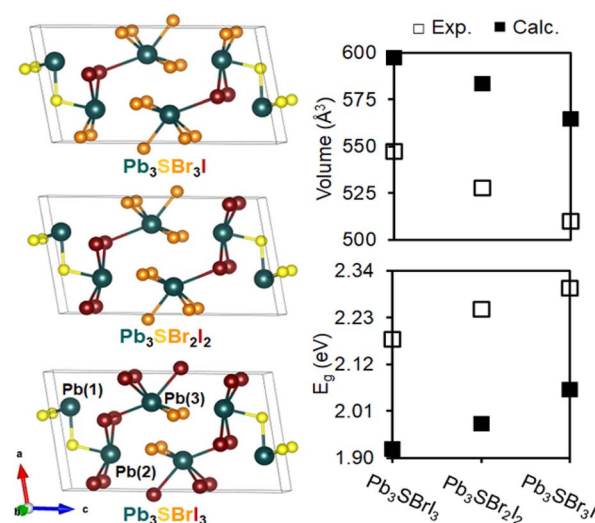 Pb₃SBr₃I
Pb₃SBr₂I₂
Pb(1)
Pb(3)
Pb(2)
Pb₃SBrI₃
a
b
c
□ Exp. ■ Calc.
Volume (Å³)
600
575
550
525
500
E_g (eV)
2.34
2.23
2.12
2.01
1.90
Pb₃SBrI₃
Pb₃SBr₂I₂
Pb₃SBr₃I